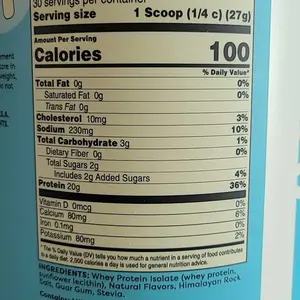 30 servings per container
Serving size 1 Scoop (1/4 c) (27g)
Amount Per Serving
Calories 100
% Daily Value*
Total Fat 0g 0%
Saturated Fat 0g 0%
Trans Fat 0g
Cholesterol 10mg 3%
Sodium 230mg 10%
Total Carbohydrate 3g 1%
Dietary Fiber 0g 0%
Total Sugars 2g
Includes 2g Added Sugars 4%
Protein 20g 36%
Vitamin D 0mcg 0%
Calcium 80mg 6%
Iron 0.1mg 0%
Potassium 80mg 2%
* The % Daily Value (DV) tells you how much a nutrient in a serving of food contributes
to a daily diet. 2,000 calories a day is used for general nutrition advice.
INGREDIENTS: Whey Protein Isolate (whey protein,
sunflower lecithin), Natural Flavors, Himalayan Rock
Salt, Guar Gum, Stevia.